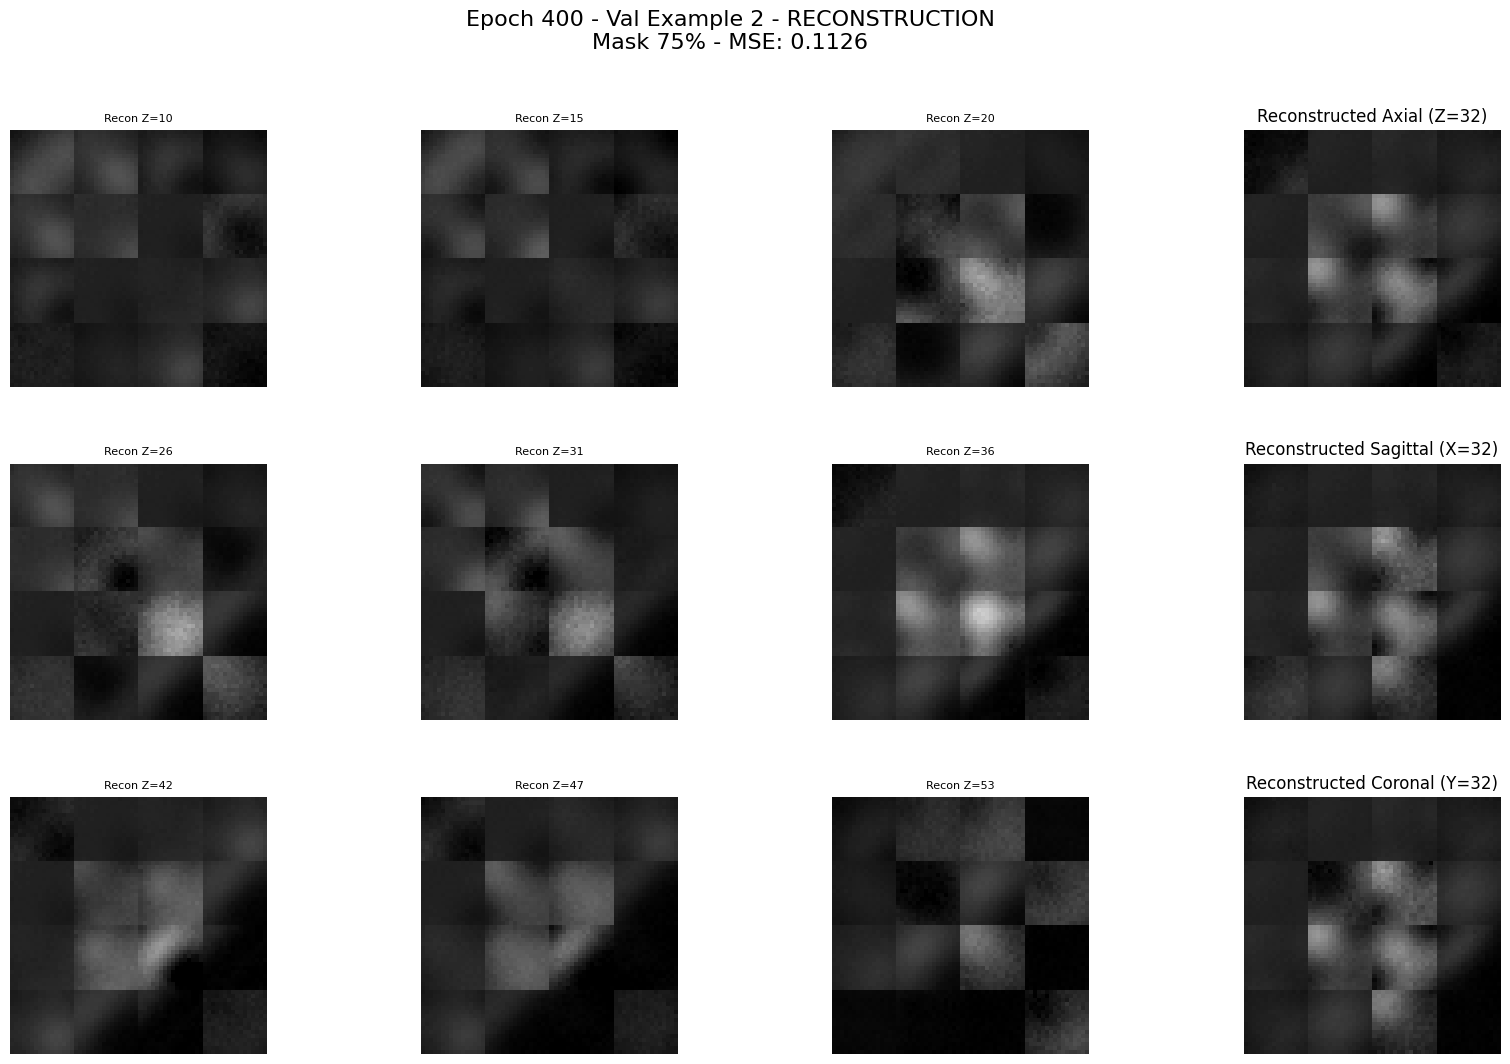 Epoch 400 - Val Example 2 - RECONSTRUCTION
Mask 75% - MSE: 0.1126
Recon Z=10
Recon Z=15
Recon Z=20
Reconstructed Axial (Z=32)
Recon Z=26
Recon Z=31
Recon Z=36
Reconstructed Sagittal (X=32)
Recon Z=42
Recon Z=47
Recon Z=53
Reconstructed Coronal (Y=32)